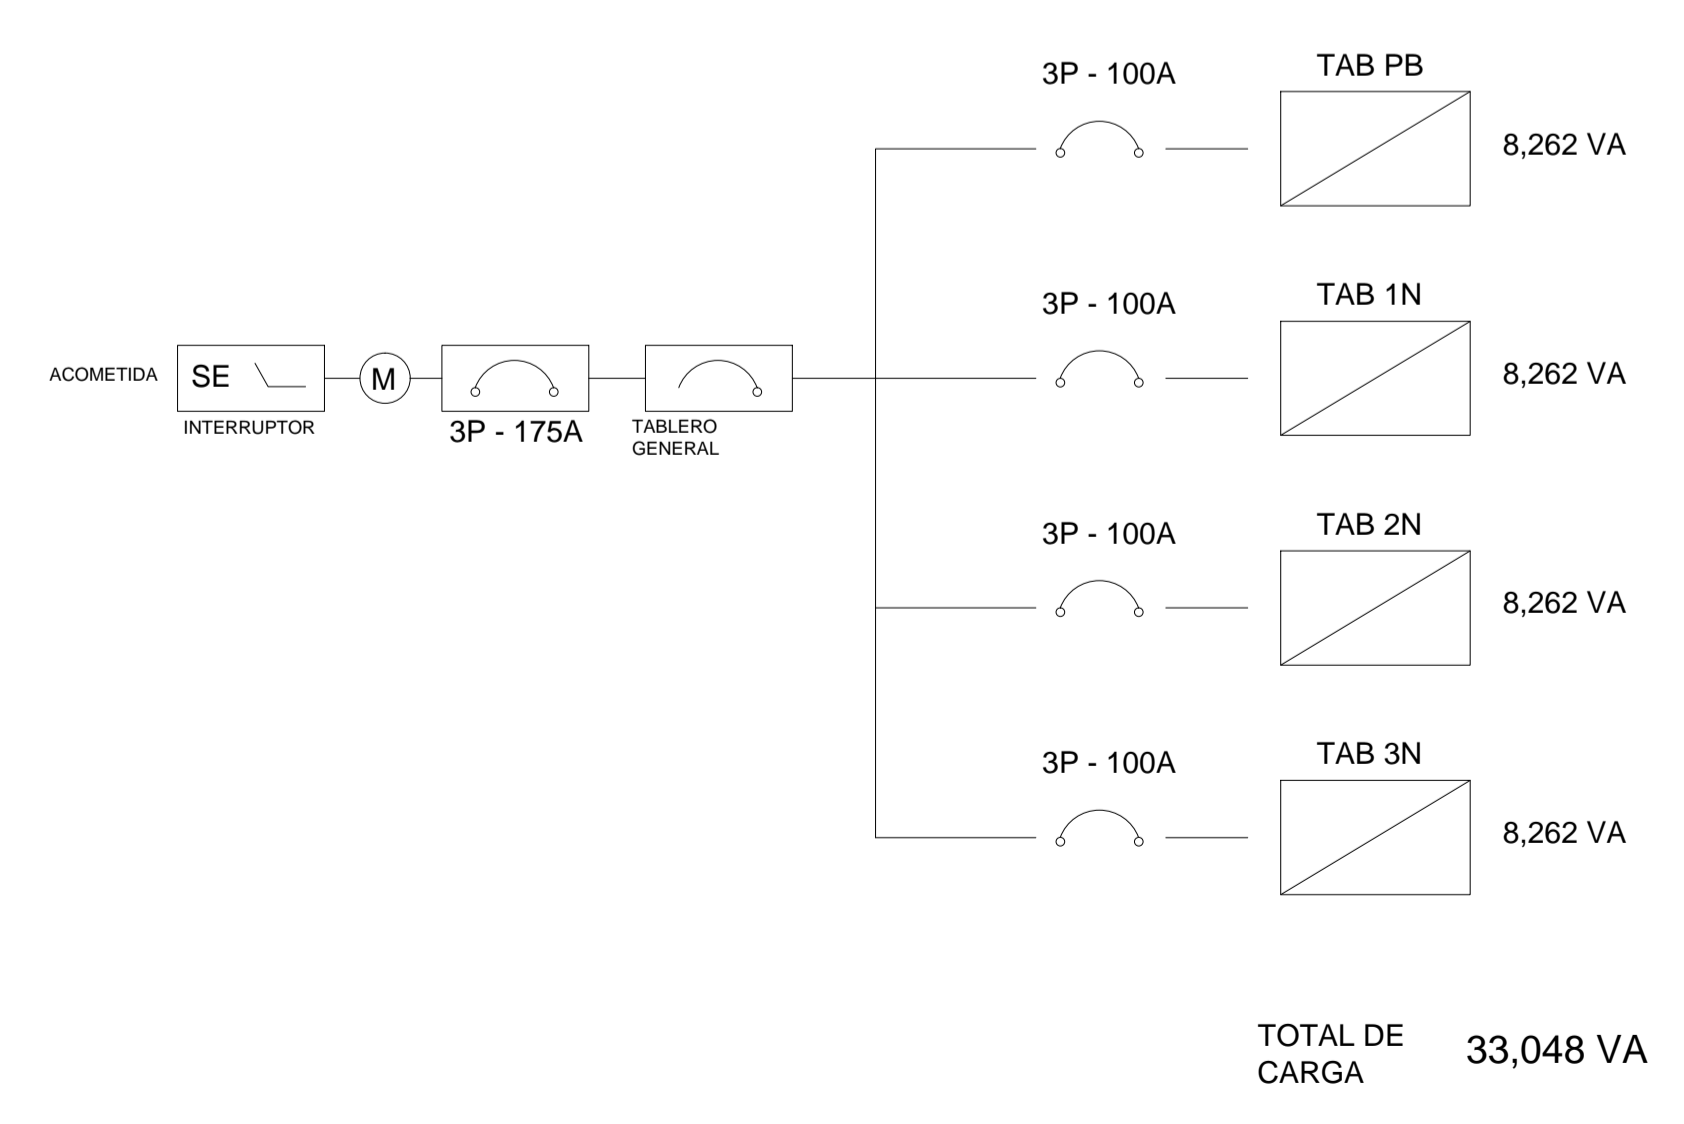 3P - 100A
TAB PB
8,262 VA
3P - 100A
TAB 1N
8,262 VA
ACOMETIDA
SE
M
INTERRUPTOR
3P - 175A
TABLERO
GENERAL
3P - 100A
TAB 2N
8,262 VA
3P - 100A
TAB 3N
8,262 VA
TOTAL DE
CARGA
33,048 VA